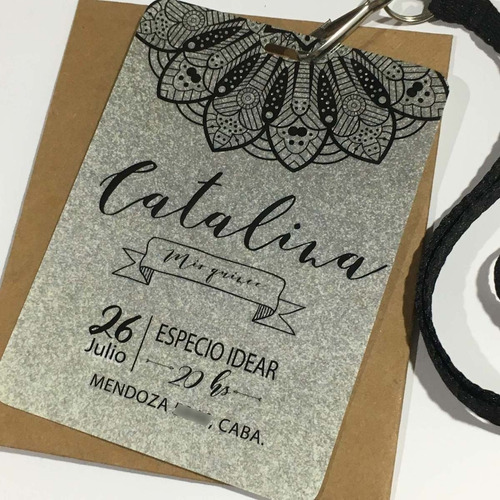 Catalina
Mis quince
26
Julio
ESPECIO IDEAR
20 hs
MENDOZA , CABA.